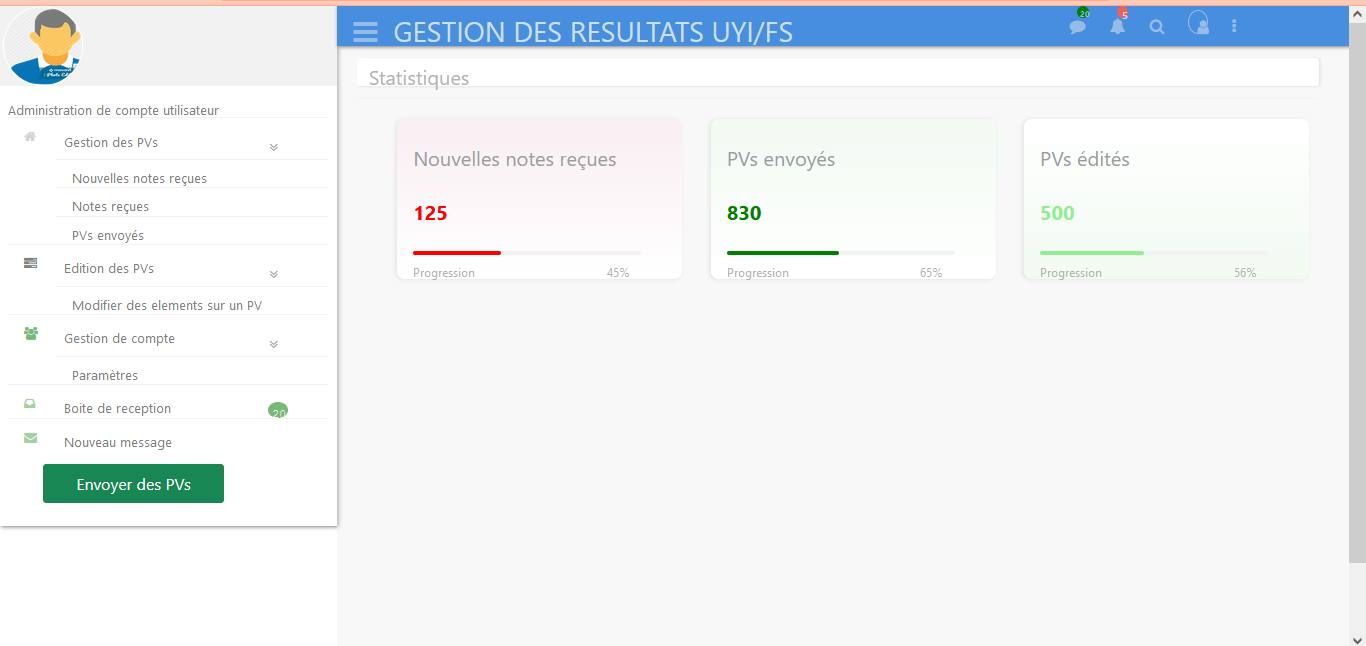 GESTION DES RESULTATS UYI/FS
20
5
Administration de compte utilisateur
Gestion des PVs
Nouvelles notes reçues
Notes reçues
PVs envoyés
Edition des PVs
Modifier des elements sur un PV
Gestion de compte
Paramètres
Boite de reception
20
Nouveau message
Envoyer des PVs
Statistiques
Nouvelles notes reçues
125
Progression 45%
PVs envoyés
830
Progression 65%
PVs édités
500
Progression 56%